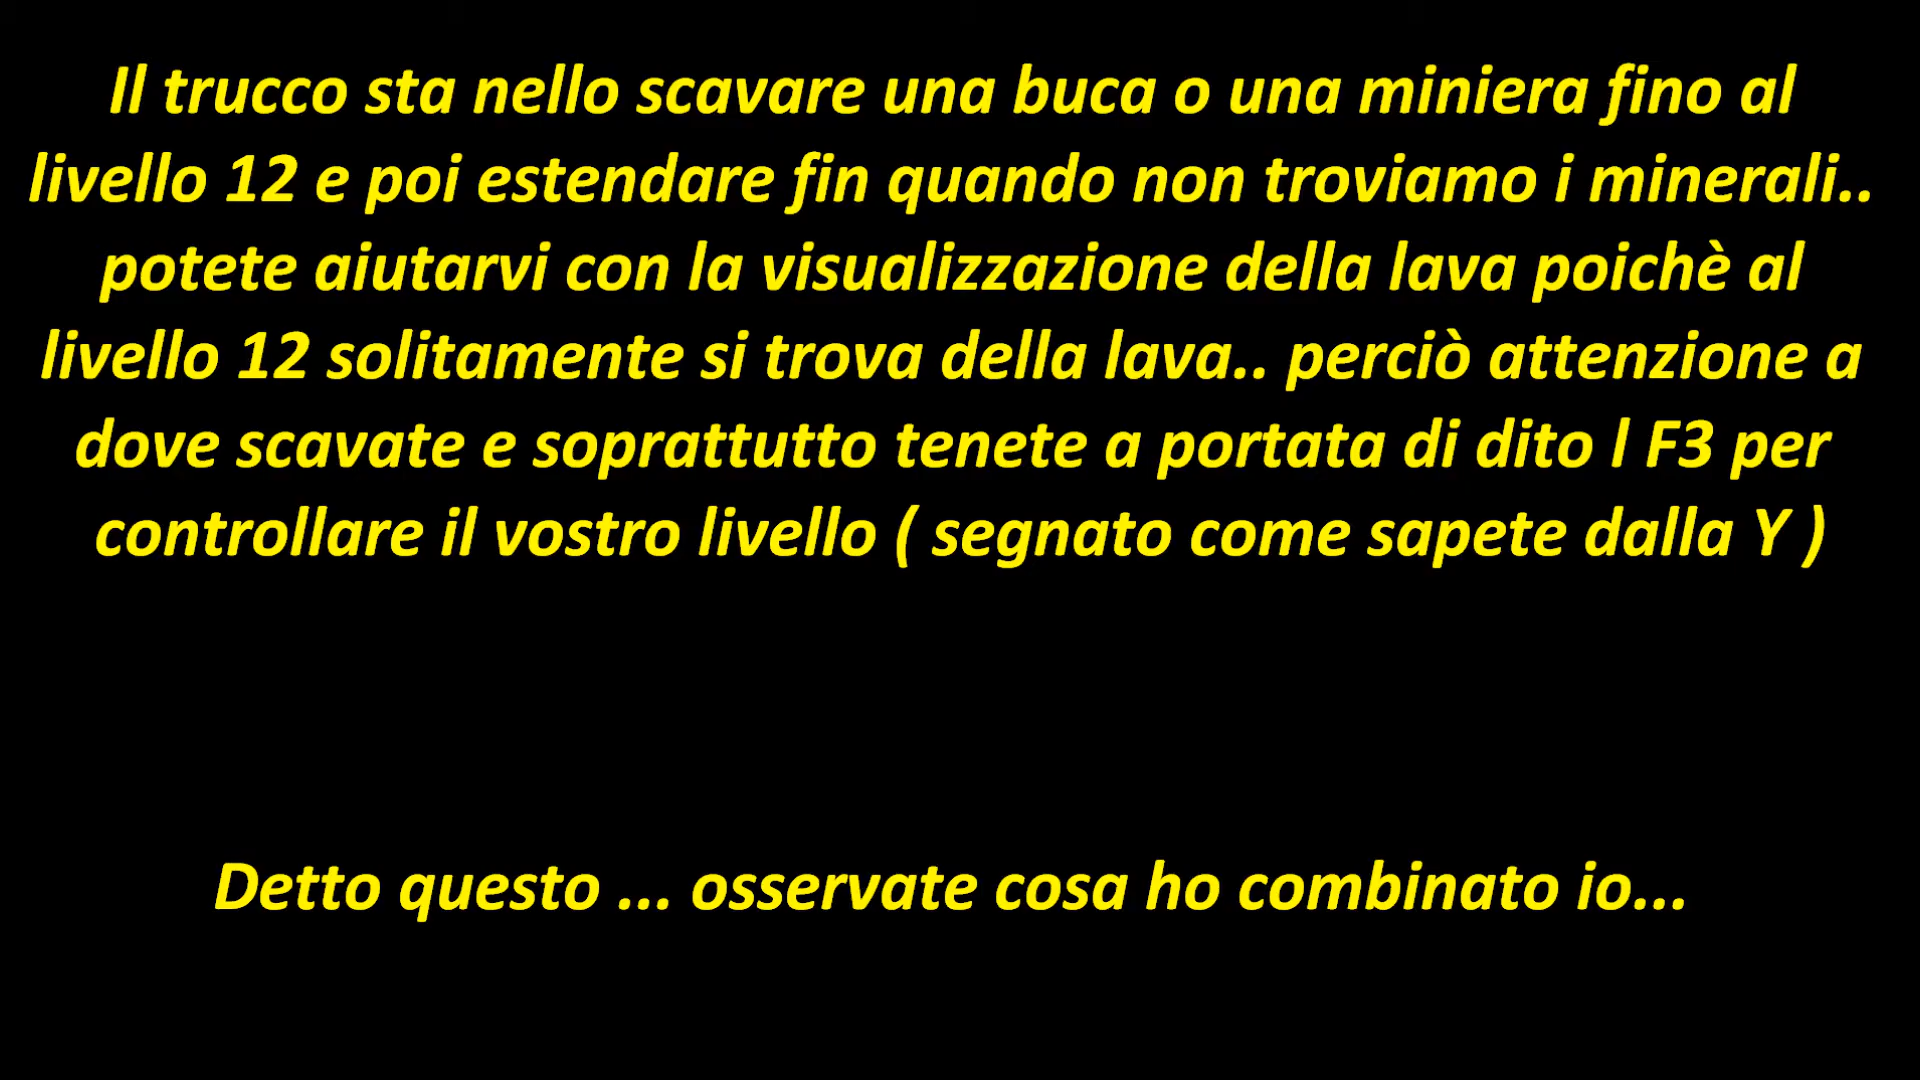 Il trucco sta nello scavare una buca o una miniera fino al
livello 12 e poi estendare fin quando non troviamo i minerali..
potete aiutarvi con la visualizzazione della lava poichè al
livello 12 solitamente si trova della lava.. perciò attenzione a
dove scavate e soprattutto tenete a portata di dito l F3 per
controllare il vostro livello ( segnato come sapete dalla Y )
Detto questo ... osservate cosa ho combinato io...